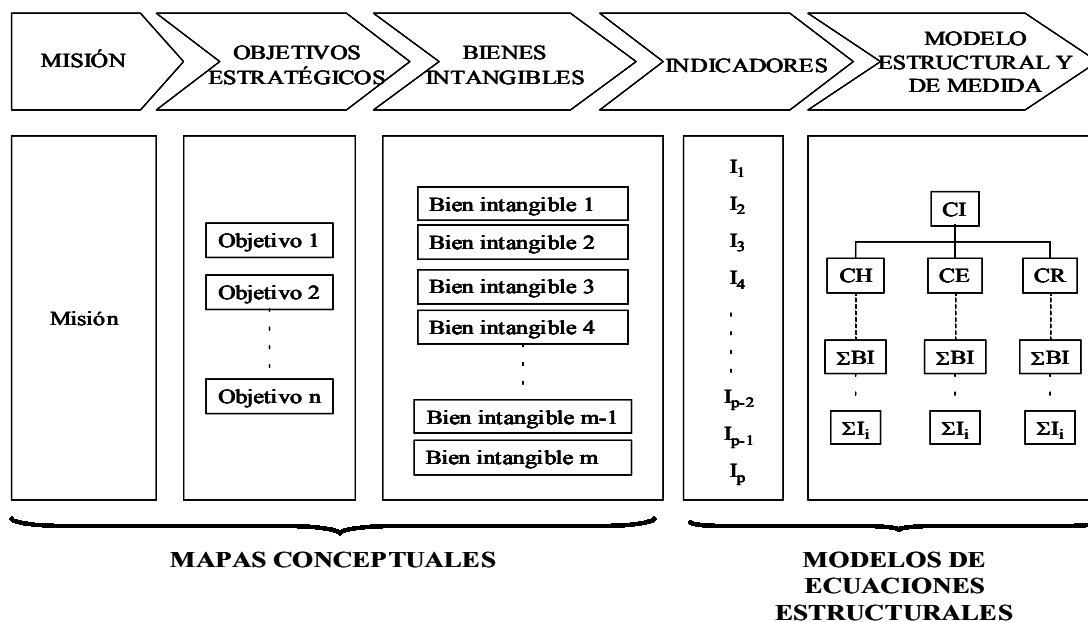 MISIÓN
OBJETIVOS
ESTRATÉGICOS
BIENES
INTANGIBLES
INDICADORES
MODELO
ESTRUCTURAL Y
DE MEDIDA
Misión
Objetivo 1
Objetivo 2
Objetivo n
Bien intangible 1
Bien intangible 2
Bien intangible 3
Bien intangible 4
Bien intangible m-1
Bien intangible m
I1
I2
I3
I4
Ip-2
Ip-1
Ip
CI
CH CE CR
ΣBI ΣBI ΣBI
ΣIi ΣIi ΣIi
MAPAS CONCEPTUALES
MODELOS DE
ECUACIONES
ESTRUCTURALES